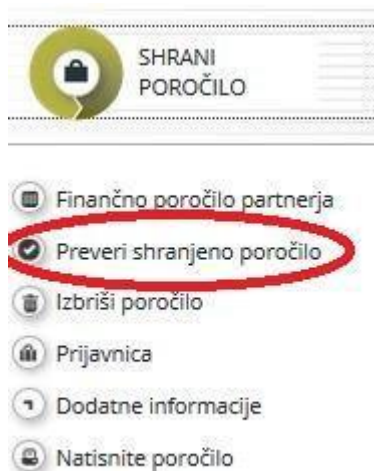 SHRANI
POROČILO
Finančno poročilo partnerja
Preveri shranjeno poročilo
Izbriši poročilo
Prijavnica
Dodatne informacije
Natisnite poročilo